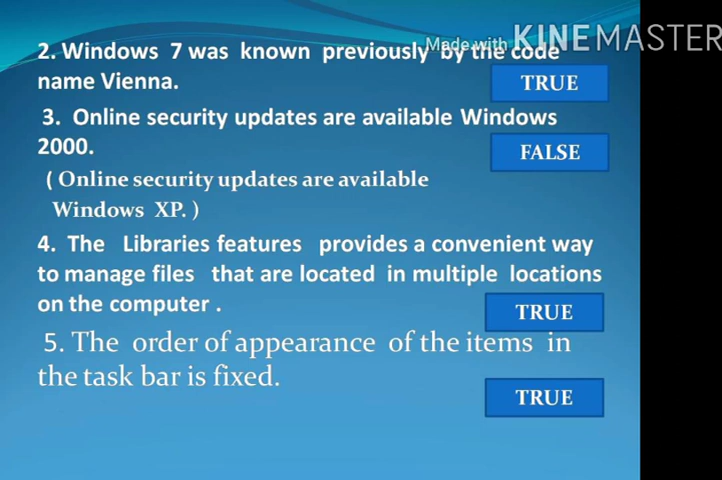 Made with KINEMASTER
2. Windows 7 was known previously by the code
name Vienna.
TRUE
3. Online security updates are available Windows
2000.
FALSE
( Online security updates are available
Windows XP. )
4. The Libraries features provides a convenient way
to manage files that are located in multiple locations
on the computer .
TRUE
5. The order of appearance of the items in
the task bar is fixed.
TRUE